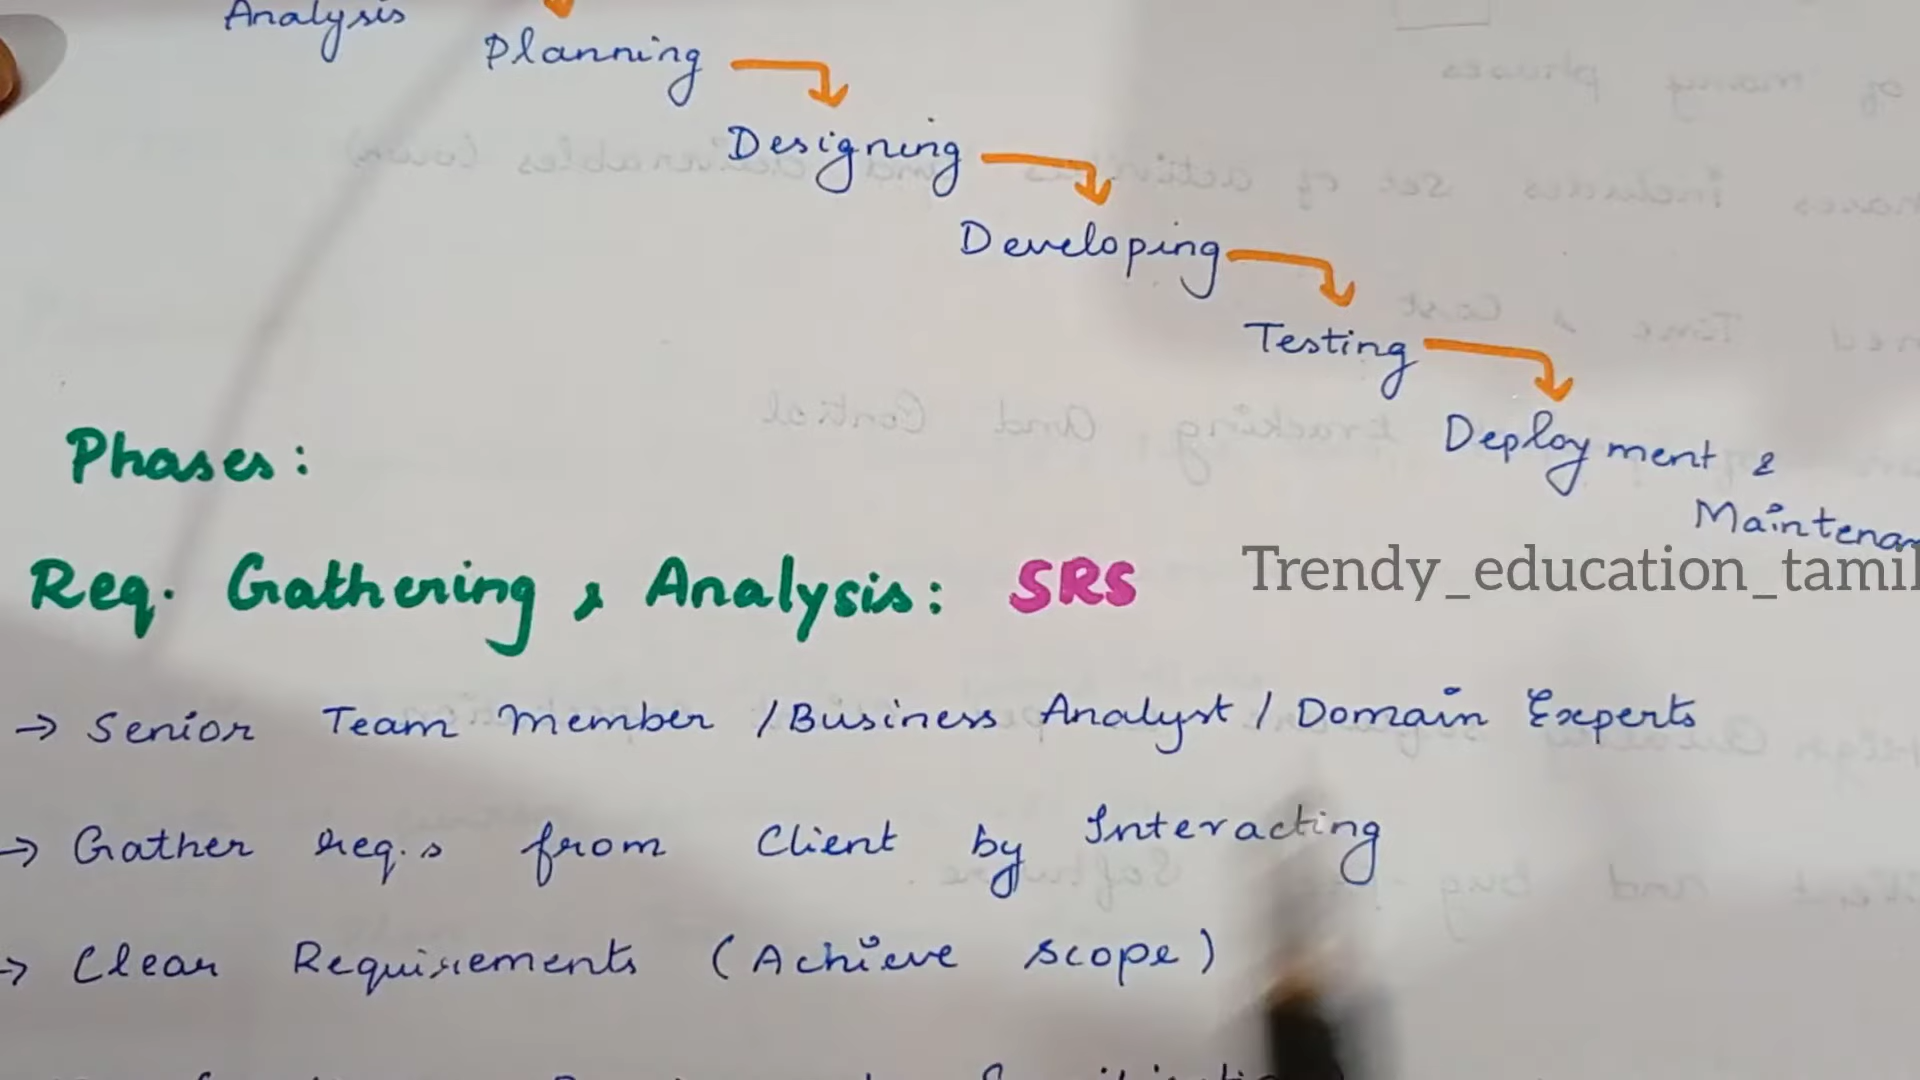 Analysis
Planning
Designing
Developing
Testing
Deployment &
Phases:
Req. Gathering & Analysis: SRS
Trendy_education_tamil
→ Senior Team Member / Business Analyst / Domain Experts
→ Gather req.s from Client by Interacting
→ Clear Requirements (Achieve scope)